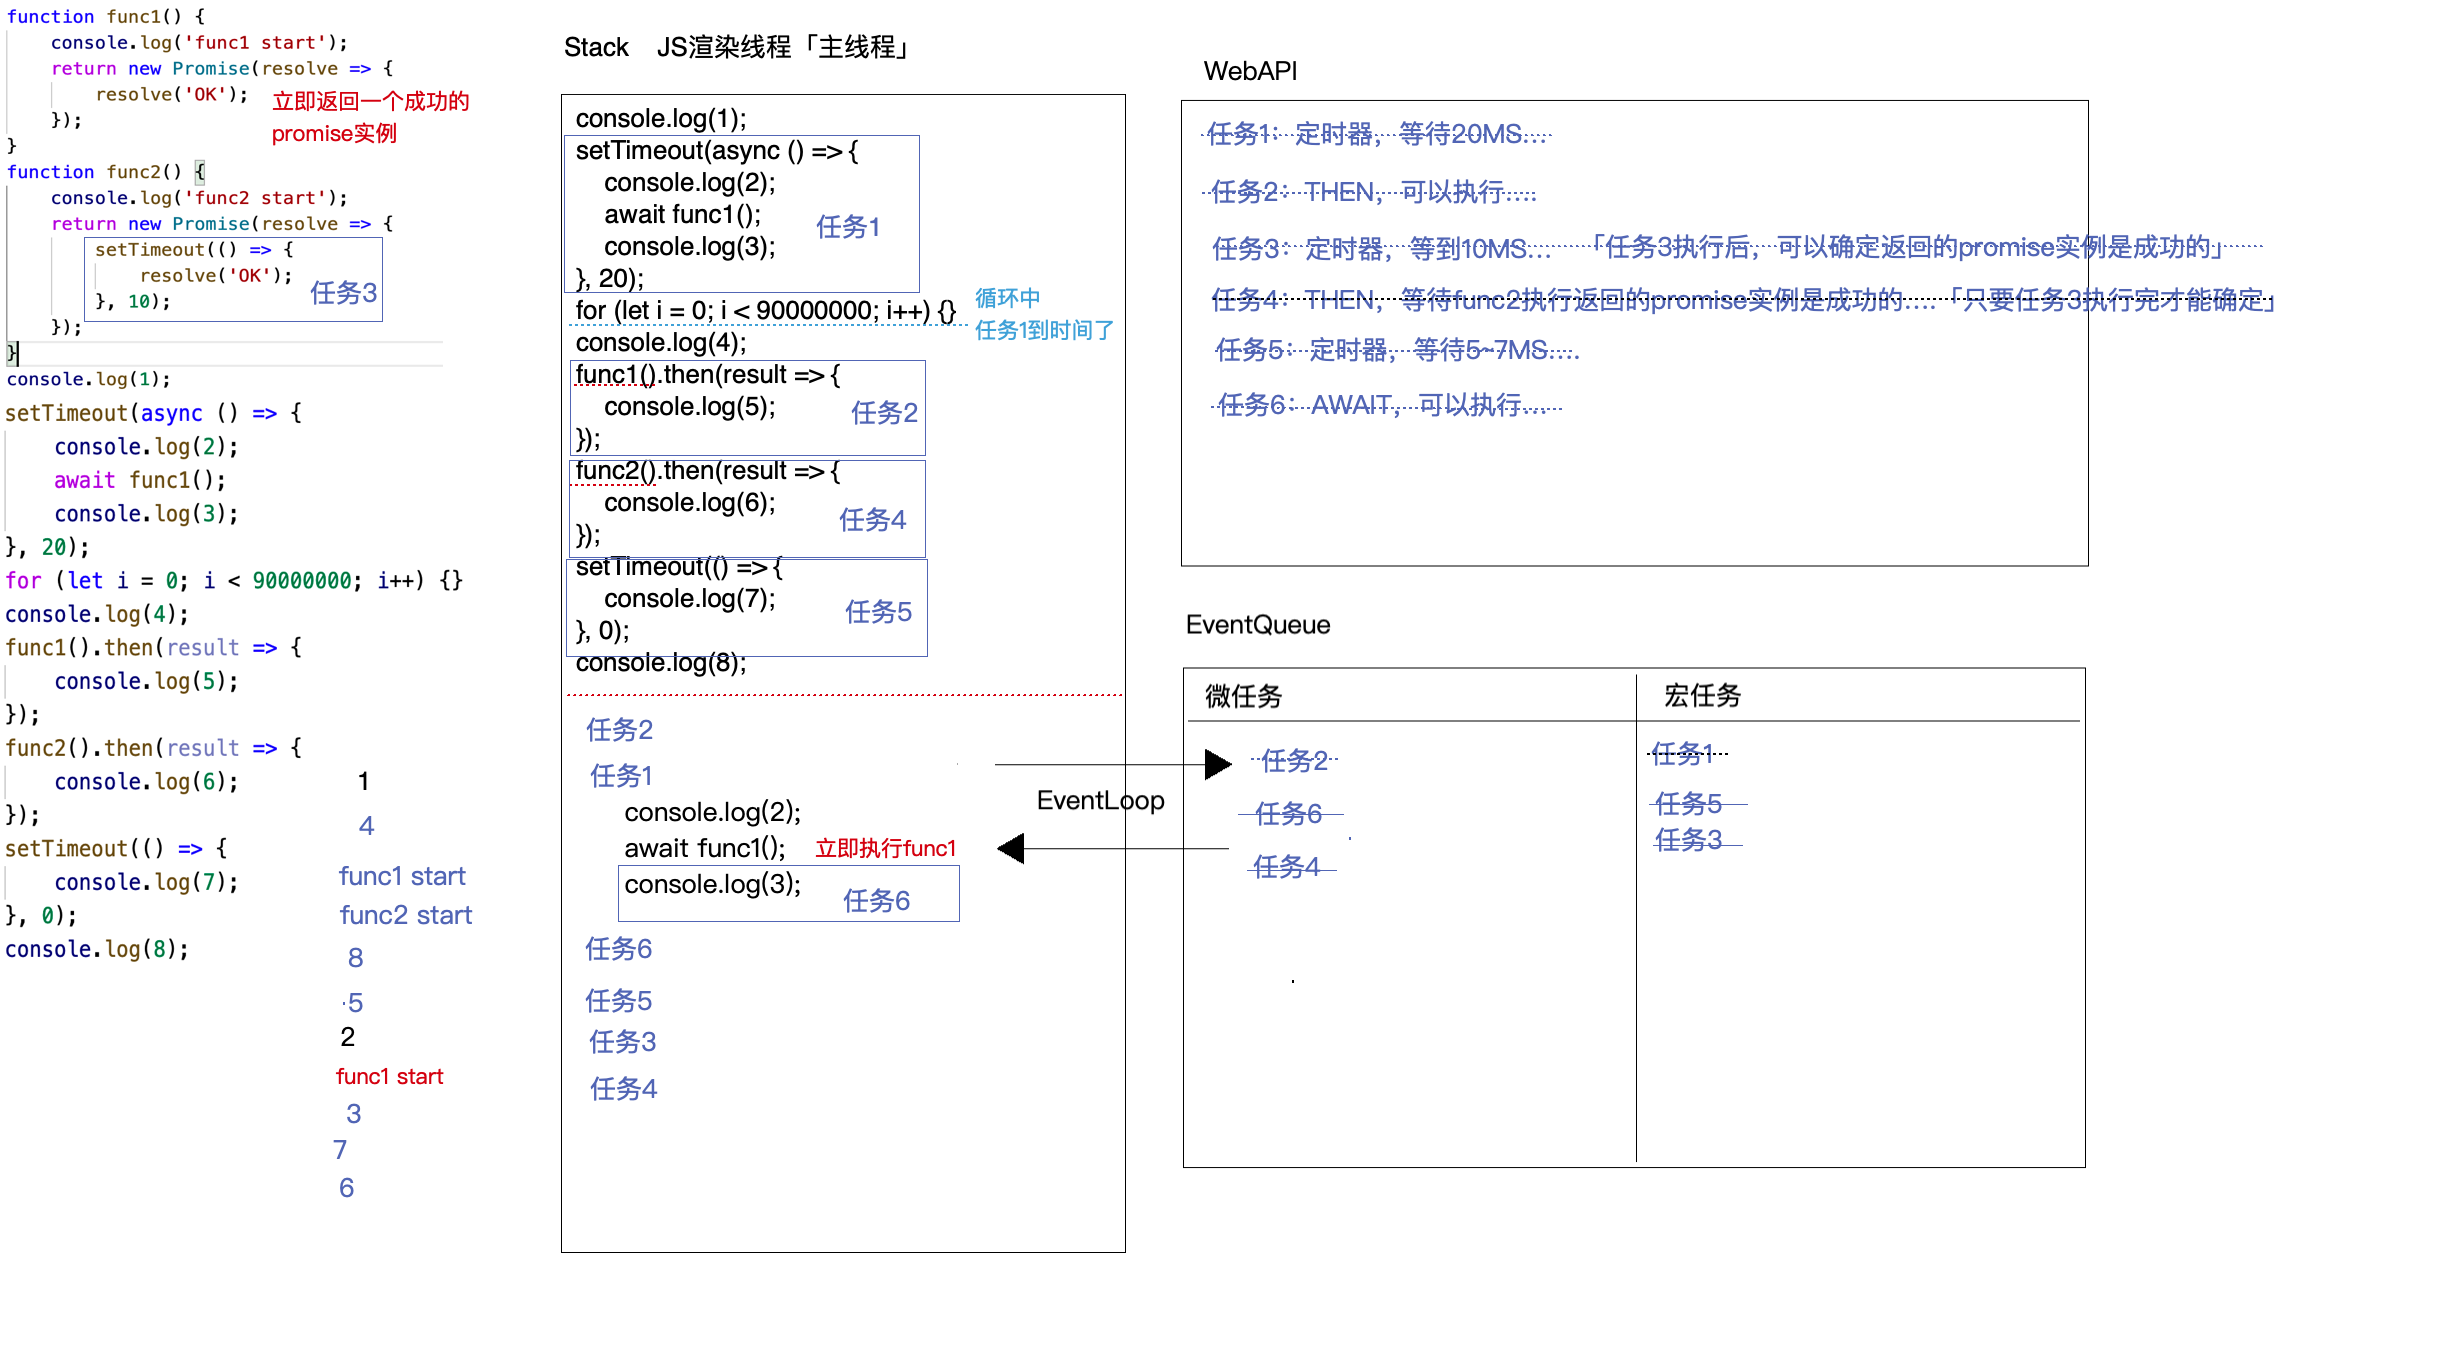 function func1() {
    console.log('func1 start');
    return new Promise(resolve => {
        resolve('OK');
    });
}
立即返回一个成功的
promise实例
function func2() {
    console.log('func2 start');
    return new Promise(resolve => {
        setTimeout(() => {
            resolve('OK');
        }, 10);
    });
}
任务3
console.log(1);
setTimeout(async () => {
    console.log(2);
    await func1();
    console.log(3);
}, 20);
for (let i = 0; i < 90000000; i++) {}
console.log(4);
func1().then(result => {
    console.log(5);
});
func2().then(result => {
    console.log(6);
});
setTimeout(() => {
    console.log(7);
}, 0);
console.log(8);
1
4
func1 start
func2 start
8
5
2
func1 start
3
7
6
Stack JS渲染线程「主线程」
console.log(1);
setTimeout(async () => {
    console.log(2);
    await func1();
    console.log(3);
}, 20);
任务1
for (let i = 0; i < 90000000; i++) {}
循环中
任务1到时间了
console.log(4);
func1().then(result => {
    console.log(5);
});
任务2
func2().then(result => {
    console.log(6);
});
任务4
setTimeout(() => {
    console.log(7);
}, 0);
任务5
console.log(8);
任务2
任务1
console.log(2);
await func1(); 立即执行func1
console.log(3);
任务6
任务6
任务5
任务3
任务4
EventLoop
WebAPI
任务1：定时器，等待20MS...
任务2：THEN，可以执行....
任务3：定时器，等到10MS... 「任务3执行后，可以确定返回的promise实例是成功的」
任务4：THEN，等待func2执行返回的promise实例是成功的....「只要任务3执行完才能确定」
任务5：定时器，等待5~7MS....
任务6：AWAIT，可以执行...
EventQueue
微任务
任务2
任务6
任务4
宏任务
任务1
任务5
任务3